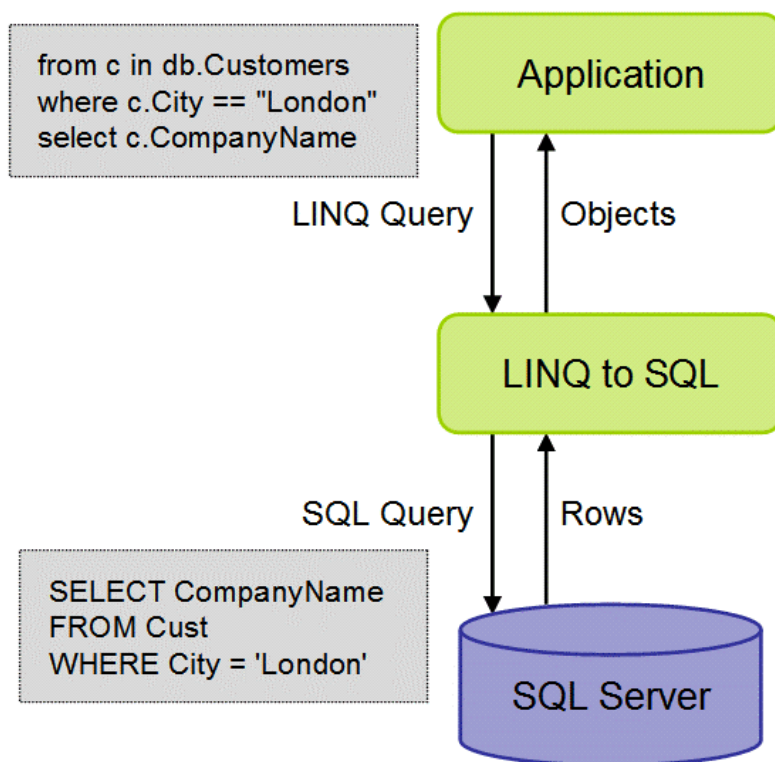 from c in db.Customers
where c.City == "London"
select c.CompanyName
Application
LINQ Query
Objects
LINQ to SQL
SQL Query
Rows
SELECT CompanyName
FROM Cust
WHERE City = 'London'
SQL Server